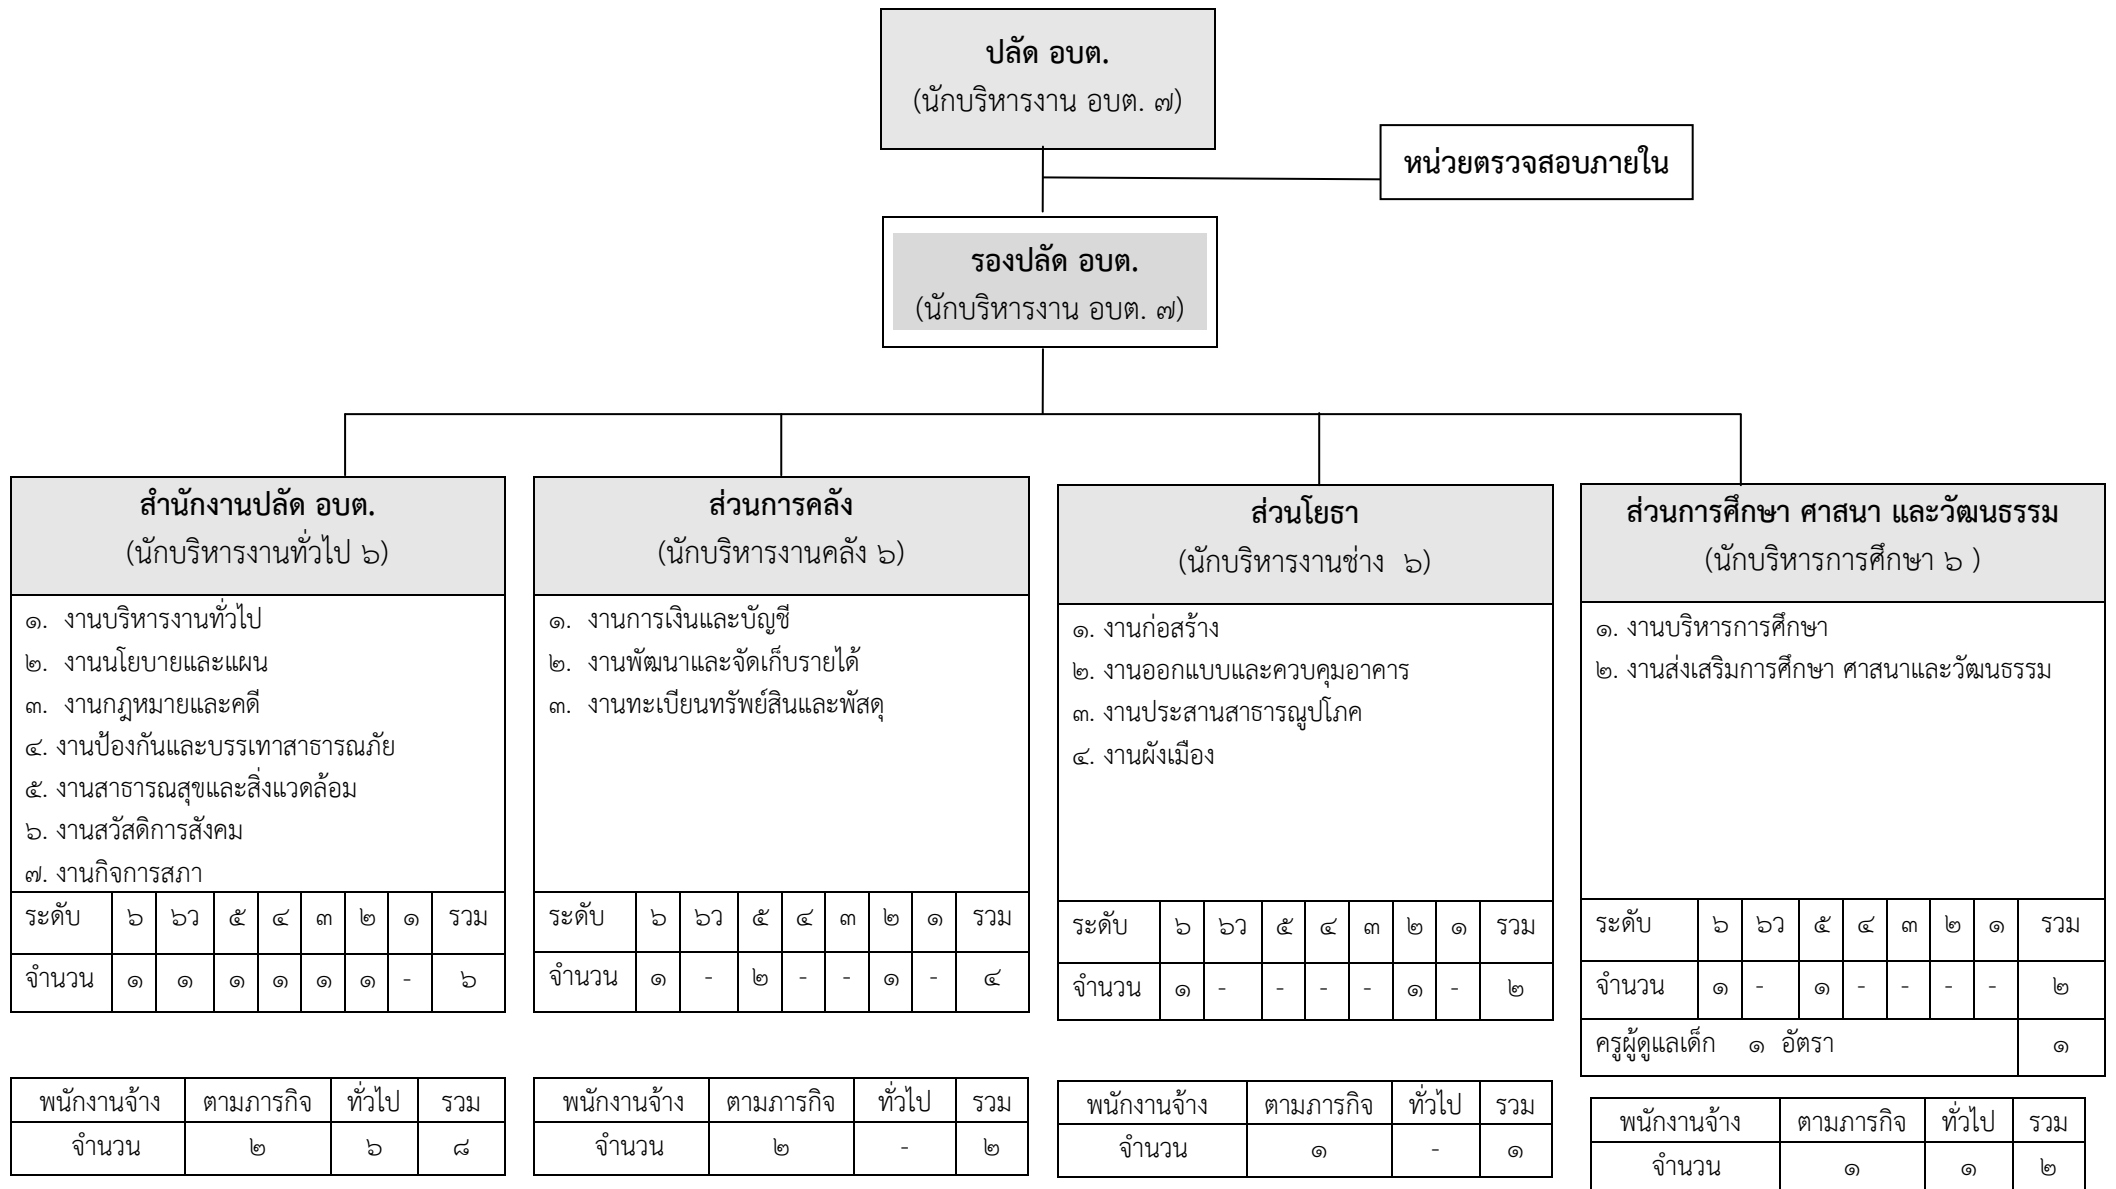 ปลัด อบต.
(นักบริหารงาน อบต. ๗)
หน่วยตรวจสอบภายใน
รองปลัด อบต.
(นักบริหารงาน อบต. ๗)
สำนักงานปลัด อบต.
(นักบริหารงานทั่วไป ๖)
๑. งานบริหารงานทั่วไป
๒. งานนโยบายและแผน
๓. งานกฎหมายและคดี
๔. งานป้องกันและบรรเทาสาธารณภัย
๕. งานสาธารณสุขและสิ่งแวดล้อม
๖. งานสวัสดิการสังคม
๗. งานกิจการสภา
ระดับ ๖ ๖ว ๕ ๔ ๓ ๒ ๑ รวม
จำนวน ๑ ๑ ๑ ๑ ๑ ๑ - ๖
พนักงานจ้าง ตามภารกิจ ทั่วไป รวม
จำนวน ๒ ๖ ๘
ส่วนการคลัง
(นักบริหารงานคลัง ๖)
๑. งานการเงินและบัญชี
๒. งานพัฒนาและจัดเก็บรายได้
๓. งานทะเบียนทรัพย์สินและพัสดุ
ระดับ ๖ ๖ว ๕ ๔ ๓ ๒ ๑ รวม
จำนวน ๑ - ๒ - - ๑ - ๔
พนักงานจ้าง ตามภารกิจ ทั่วไป รวม
จำนวน ๒ - ๒
ส่วนโยธา
(นักบริหารงานช่าง ๖)
๑. งานก่อสร้าง
๒. งานออกแบบและควบคุมอาคาร
๓. งานประสานสาธารณูปโภค
๔. งานผังเมือง
ระดับ ๖ ๖ว ๕ ๔ ๓ ๒ ๑ รวม
จำนวน ๑ - - - - ๑ - ๒
พนักงานจ้าง ตามภารกิจ ทั่วไป รวม
จำนวน ๑ - ๑
ส่วนการศึกษา ศาสนา และวัฒนธรรม
(นักบริหารการศึกษา ๖ )
๑. งานบริหารการศึกษา
๒. งานส่งเสริมการศึกษา ศาสนาและวัฒนธรรม
ระดับ ๖ ๖ว ๕ ๔ ๓ ๒ ๑ รวม
จำนวน ๑ - ๑ - - - - ๒
ครูผู้ดูแลเด็ก ๑ อัตรา ๑
พนักงานจ้าง ตามภารกิจ ทั่วไป รวม
จำนวน ๑ ๑ ๒